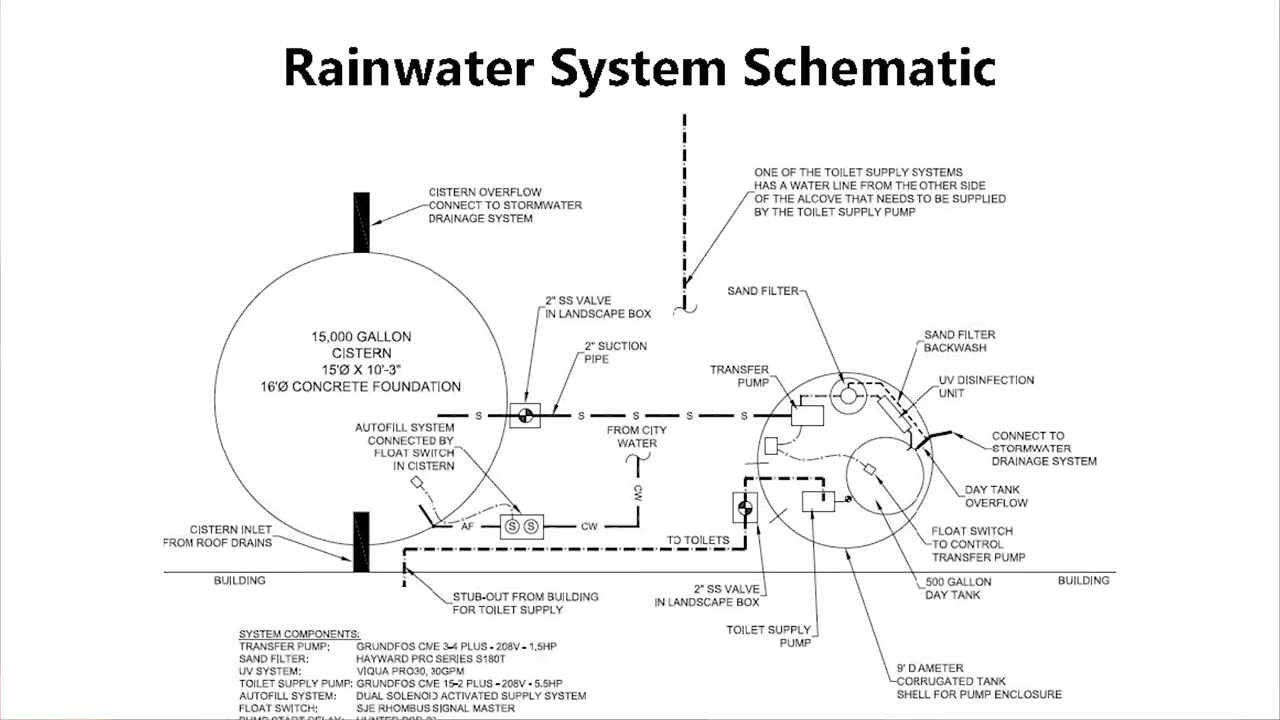 Rainwater System Schematic
CISTERN OVERFLOW
CONNECT TO STORMWATER
DRAINAGE SYSTEM
ONE OF THE TOILET SUPPLY SYSTEMS
HAS A WATER LINE FROM THE OTHER SIDE
OF THE ALCOVE THAT NEEDS TO BE SUPPLIED
BY THE TOILET SUPPLY PUMP
2" SS VALVE
IN LANDSCAPE BOX
2" SUCTION
PIPE
SAND FILTER
SAND FILTER
BACKWASH
TRANSFER
PUMP
UV DISINFECTION
UNIT
15,000 GALLON
CISTERN
15'Ø X 10'-3"
16'Ø CONCRETE FOUNDATION
S
S
S
S
S
AUTOFILL SYSTEM
CONNECTED BY
FLOAT SWITCH
IN CISTERN
FROM CITY
WATER
CW
CONNECT TO
STORMWATER
DRAINAGE SYSTEM
DAY TANK
OVERFLOW
AF
S
S
CW
CISTERN INLET
FROM ROOF DRAINS
TO TOILETS
FLOAT SWITCH
TO CONTROL
TRANSFER PUMP
BUILDING
BUILDING
STUB-OUT FROM BUILDING
FOR TOILET SUPPLY
2" SS VALVE
IN LANDSCAPE BOX
500 GALLON
DAY TANK
TOILET SUPPLY
PUMP
9' DIAMETER
CORRUGATED TANK
SHELL FOR PUMP ENCLOSURE
SYSTEM COMPONENTS:
TRANSFER PUMP: GRUNDFOS CME 3-4 PLUS - 208V - 1.5HP
SAND FILTER: HAYWARD PRO SERIES S180T
UV SYSTEM: VIQUA PRO30, 30GPM
TOILET SUPPLY PUMP: GRUNDFOS CME 15-2 PLUS - 208V - 5.5HP
AUTOFILL SYSTEM: DUAL SOLENOID ACTIVATED SUPPLY SYSTEM
FLOAT SWITCH: SJE RHOMBUS SIGNAL MASTER